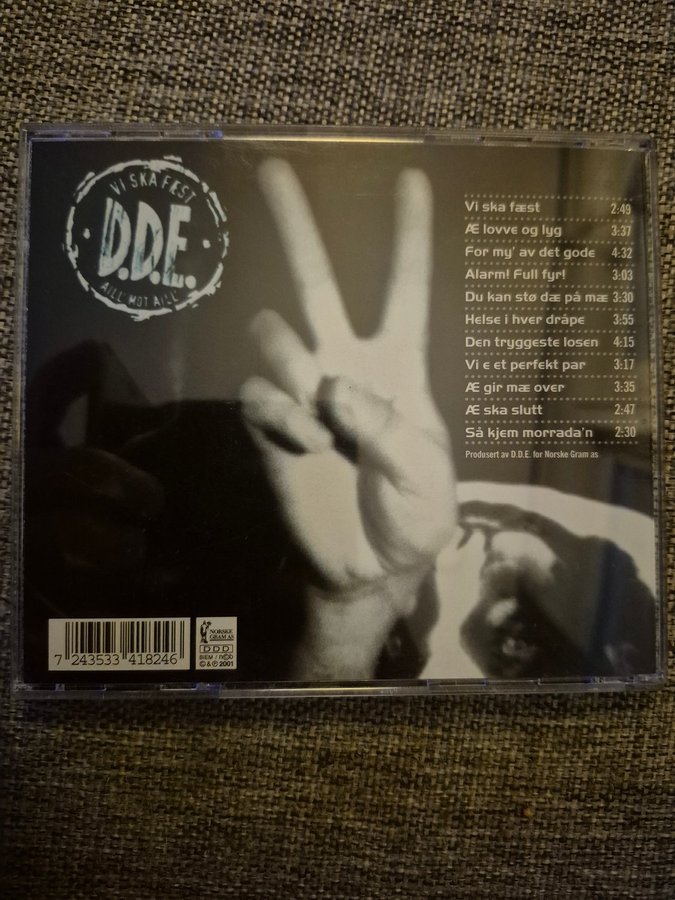 VI SKA FÆST
D.D.E.
AILL MOT AILL
Vi ska fæst 2:49
Æ lovve og lyg 3:37
For my' av det gode 4:32
Alarm! Full fyr! 3:03
Du kan stø dæ på mæ 3:30
Helse i hver dråpe 3:55
Den tryggeste losen 4:15
Vi e et perfekt par 3:17
Æ gir mæ over 3:35
Æ ska slutt 2:47
Så kjem morrada'n 2:30
Produsert av D.D.E. for Norske Gram as
7 243533 418246
NORSKE
GRAM AS
DDD
BIEM / n©b
© & ℗ 2001